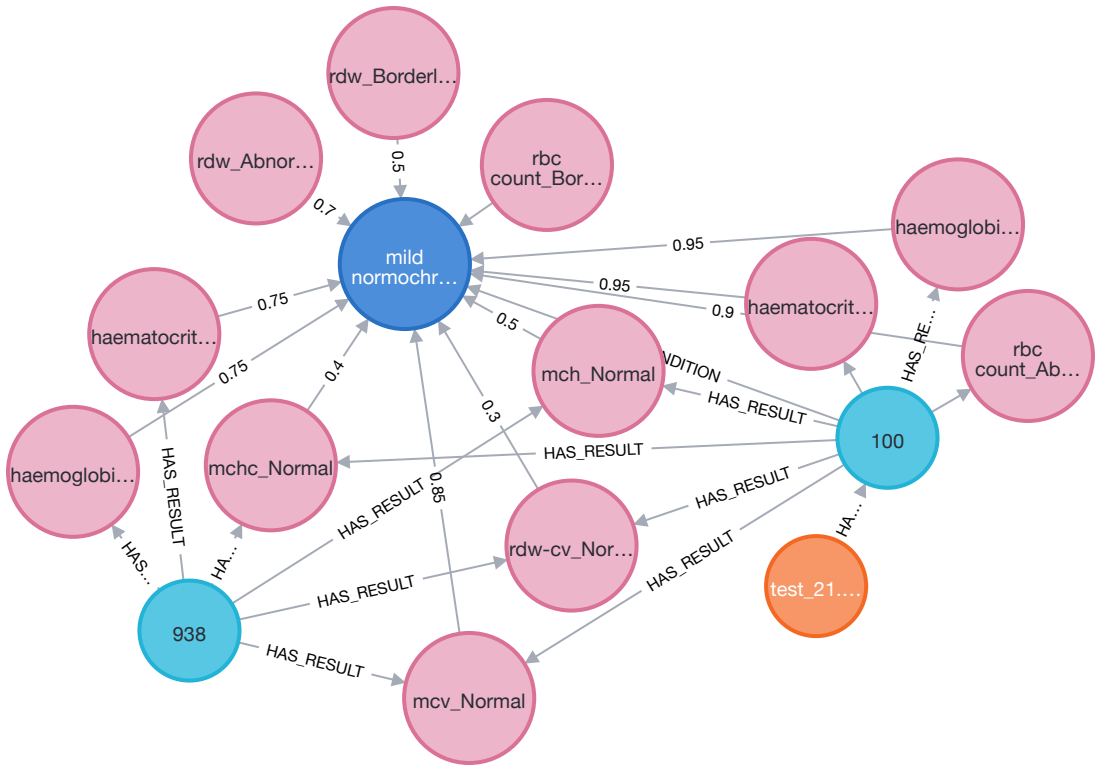 rdw_Borderl…
rdw_Abnor…
rbc
count_Bor…
0.5
0.7
haemoglobi…
0.95
mild
normochr…
0.95
0.9
haematocrit…
0.75
haematocrit…
0.5
HAS_RE…
rbc
count_Ab…
NDITION
mch_Normal
0.75
0.4
HAS_RESULT
0.3
100
HAS_RESULT
haemoglobi…
mchc_Normal
HAS_RESULT
0.85
HAS_RESULT
HAS_RESULT
HA…
rdw-cv_Nor…
HAS…
HA…
HAS_RESULT
HAS_RESULT
test_21.…
938
HAS_RESULT
mcv_Normal